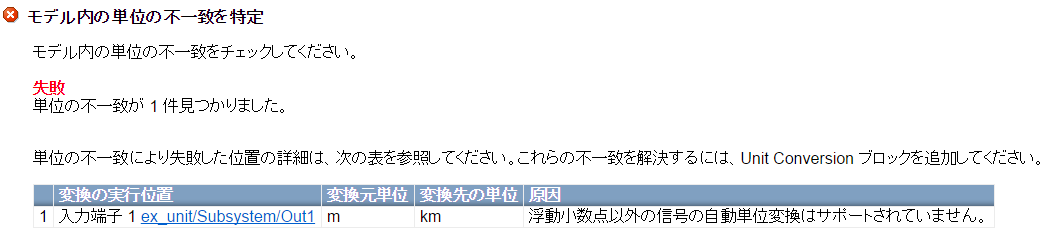 モデル内の単位の不一致を特定
モデル内の単位の不一致をチェックしてください。
失敗
単位の不一致が 1 件見つかりました。
単位の不一致により失敗した位置の詳細は、次の表を参照してください。これらの不一致を解決するには、Unit Conversion ブロックを追加してください。
変換の実行位置 変換元単位 変換先の単位 原因
1 入力端子 1 ex_unit/Subsystem/Out1 m km 浮動小数点以外の信号の自動単位変換はサポートされていません。